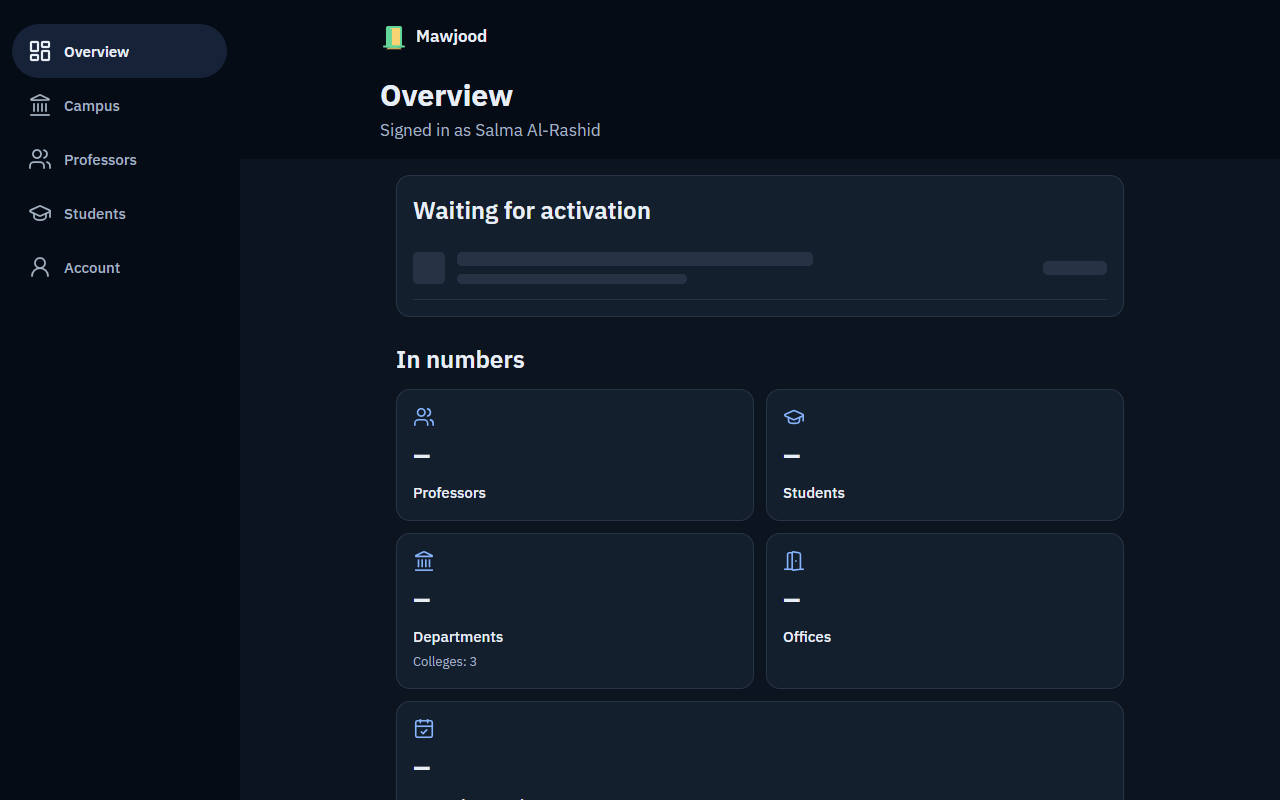 Overview
Campus
Professors
Students
Account
Mawjood
Overview
Signed in as Salma Al-Rashid
Waiting for activation
In numbers
–
Professors
–
Students
–
Departments
Colleges: 3
–
Offices
–